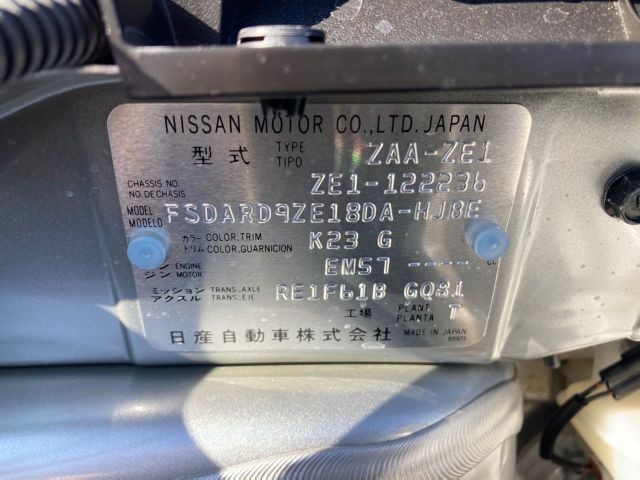 NISSAN MOTOR CO.,LTD. JAPAN
型式 TYPE TIPO ZAA-ZE1
CHASSIS NO. NO.DE CHASIS ZE1-122236
MODEL MODELO FSDARD9ZE18DA-HJ8E
カラー COLOR,TRIM トリム COLOR,GUARNICION K23 G
ジン ENGINE ジン MOTOR EM57 ---- cc
ミッション TRANS.,AXLE アクスル TRANS.,EJE RE1F61B GQ81
工場 PLANT PLANTA T
日産自動車株式会社 MADE IN JAPAN